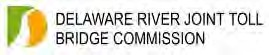 DELAWARE RIVER JOINT TOLL
BRIDGE COMMISSION